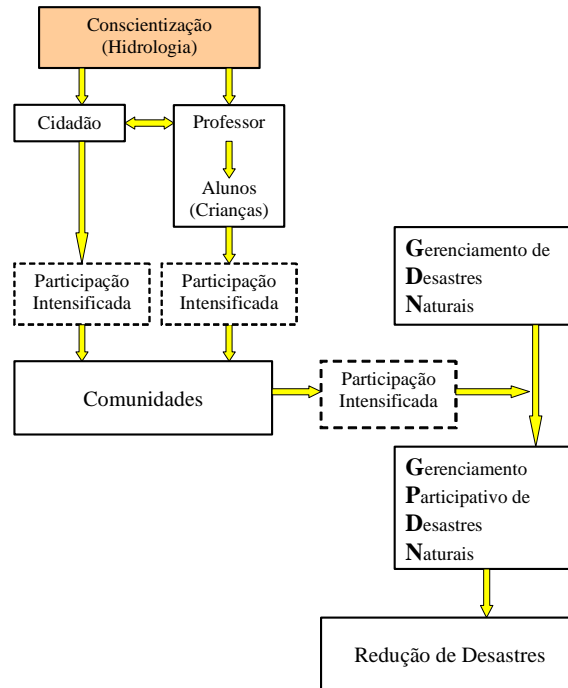 Conscientização
(Hidrologia)
Cidadão
Professor
Alunos
(Crianças)
Participação
Intensificada
Participação
Intensificada
Comunidades
Participação
Intensificada
Gerenciamento de
Desastres
Naturais
Gerenciamento
Participativo de
Desastres
Naturais
Redução de Desastres